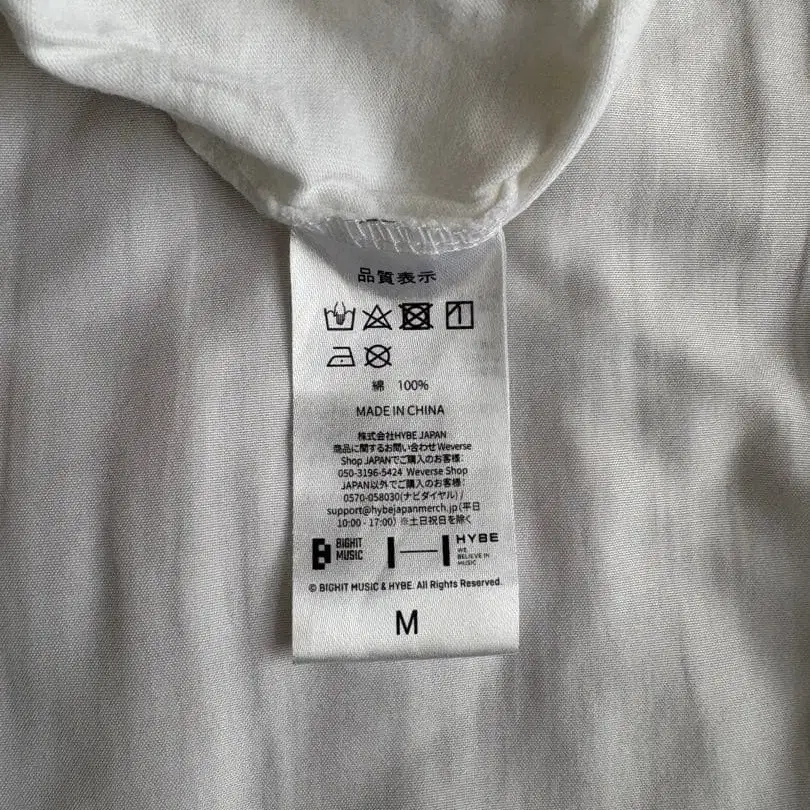 品質表示
綿 100%
MADE IN CHINA
株式会社HYBE JAPAN
商品に関するお問い合わせ Weverse
Shop JAPANでご購入のお客様:
050-3196-5424 Weverse Shop
JAPAN以外でご購入のお客様:
0570-058030(ナビダイヤル) /
support@hybejapanmerch.jp(平日
10:00 - 17:00) ※土日祝日を除く
BIGHIT
MUSIC
HYBE
WE
BELIEVE IN
MUSIC
© BIGHIT MUSIC & HYBE. All Rights Reserved.
M